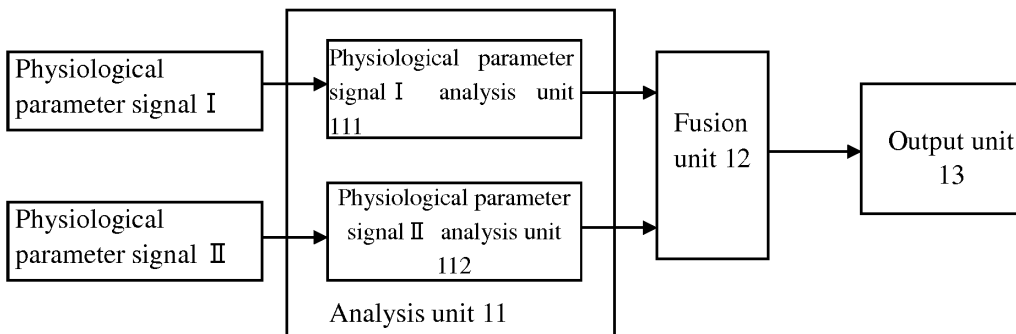 Physiological
parameter signal Ⅰ
Physiological parameter
signal Ⅰ analysis unit
111
Physiological
parameter signal Ⅱ
Physiological parameter
signal Ⅱ analysis unit
112
Analysis unit 11
Fusion
unit 12
Output unit
13